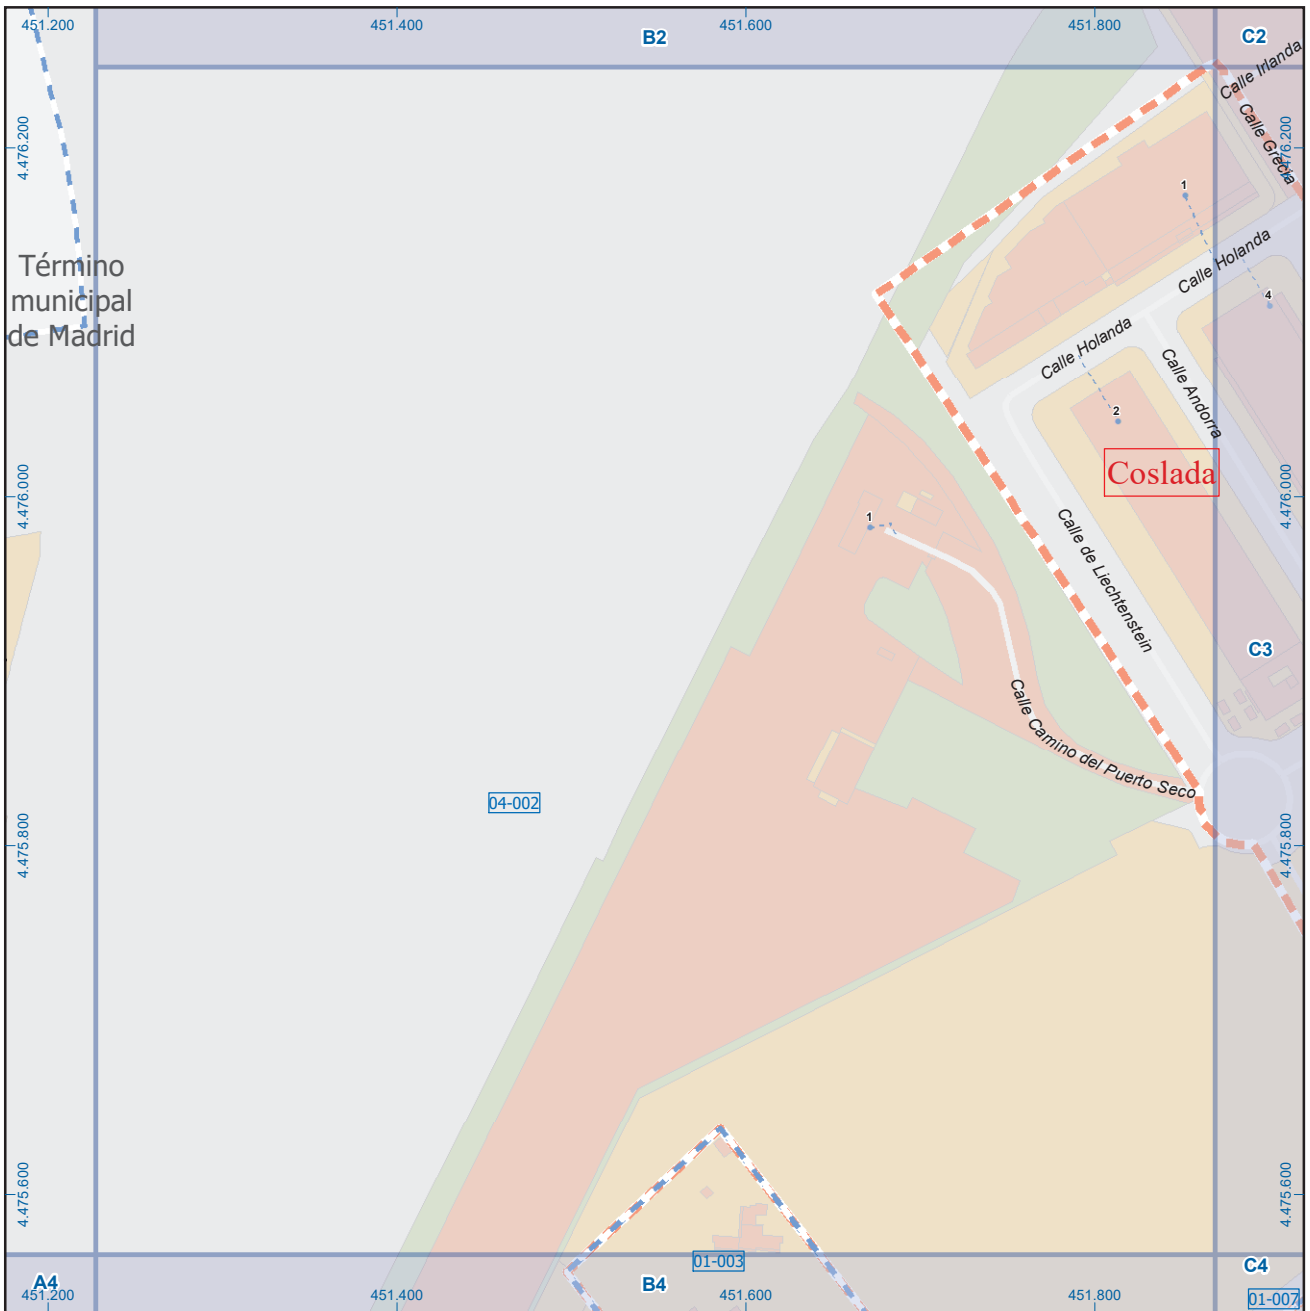 451.200
451.400
451.600
451.800
B2
C2
Calle Irlanda
Calle Grecia
4.476.200
4.476.200
1
Calle Holanda
Término
municipal
de Madrid
4
Calle Holanda
Calle Andorra
2
Coslada
4.476.000
4.476.000
1
Calle de Liechtenstein
C3
Calle Camino del Puerto Seco
04-002
4.475.800
4.475.800
4.475.600
4.475.600
01-003
A4
B4
C4
451.200
451.400
451.600
451.800
01-007